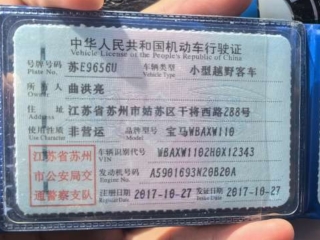 中华人民共和国机动车行驶证
Vehicle License of the People's Republic of China
号牌号码 苏E9656U 车辆类型 小型越野客车
Plate No. Vehicle Type
所有人 曲洪亮
Owner
住址 江苏省苏州市姑苏区干将西路288号
Address
使用性质 非营运 品牌型号 宝马WBAXW110
Use Character Model
江苏省苏州市公安局交通警察支队
车辆识别代号 WBAXW1102H0X12343
VIN
发动机号码 A5901693N20B20A
Engine No.
注册日期 2017-10-27 发证日期 2017-10-27
Register Date Issue Date